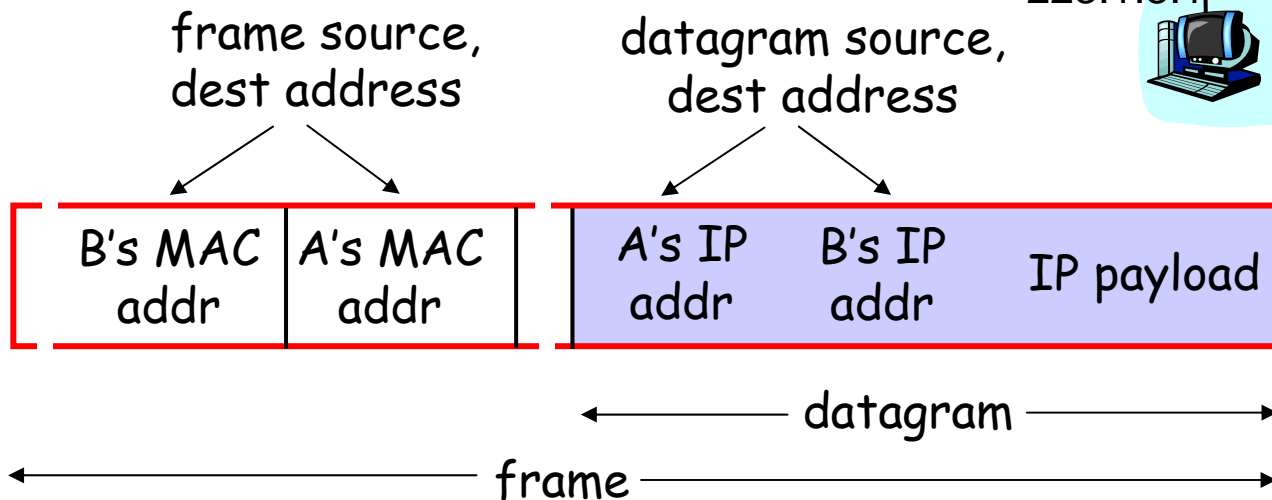 frame source,
dest address
datagram source,
dest address
B's MAC
addr
A's MAC
addr
A's IP
addr
B's IP
addr
IP payload
datagram
frame